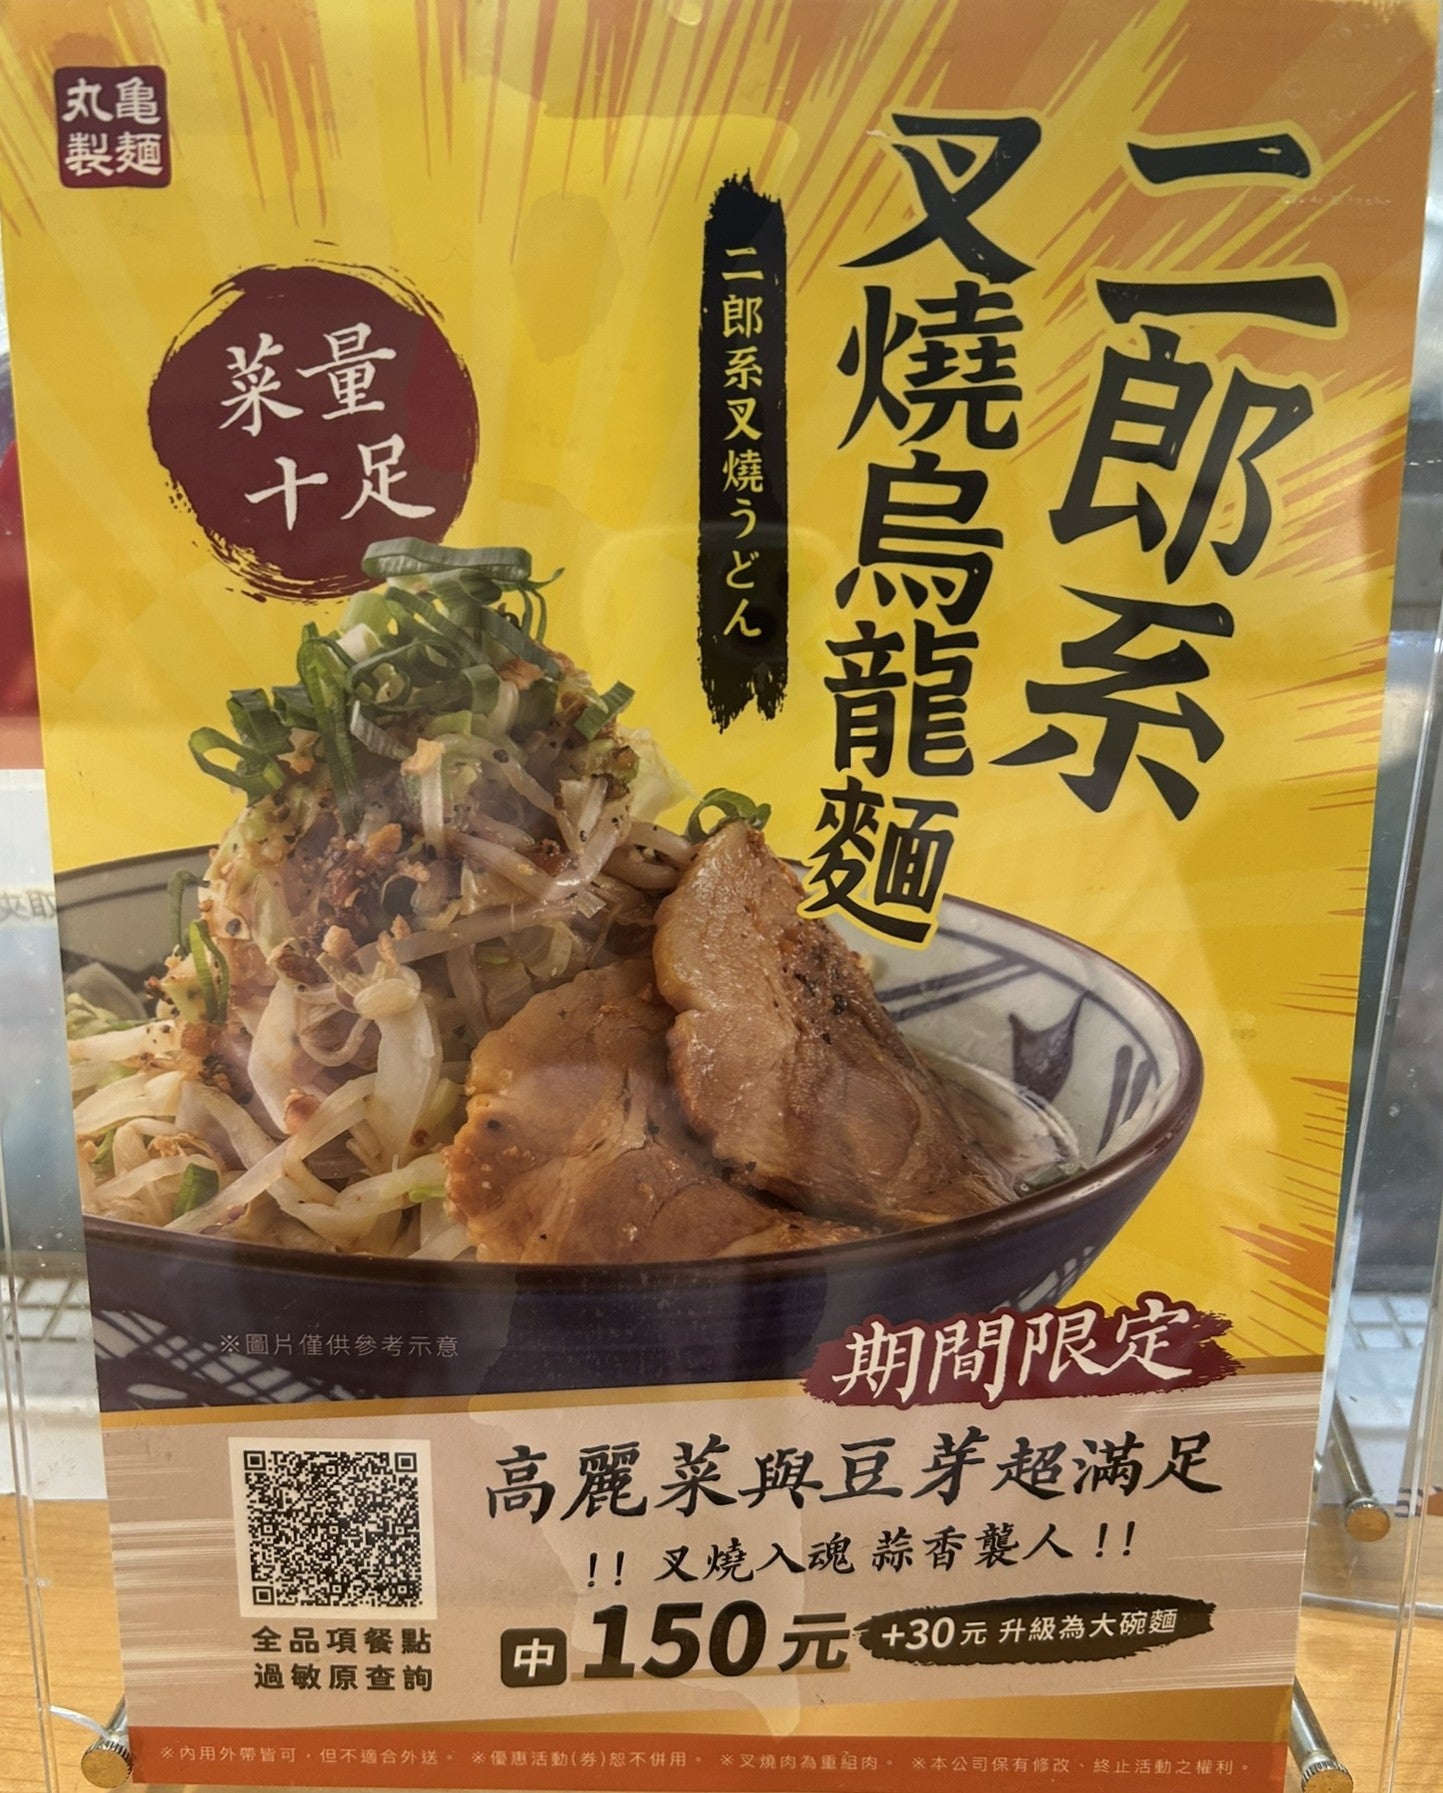 丸亀
製麺
二郎系
叉燒烏龍麵
二郎系叉燒うどん
菜量
十足
※圖片僅供參考示意
期間限定
高麗菜與豆芽超滿足
!! 叉燒入魂 蒜香襲人 !!
中 150元 +30元 升級為大碗麵
全品項餐點
過敏原查詢
※內用外帶皆可，但不適合外送。 ※優惠活動(券)恕不併用。 ※叉燒肉為重組肉。 ※本公司保有修改、終止活動之權利。
夾取